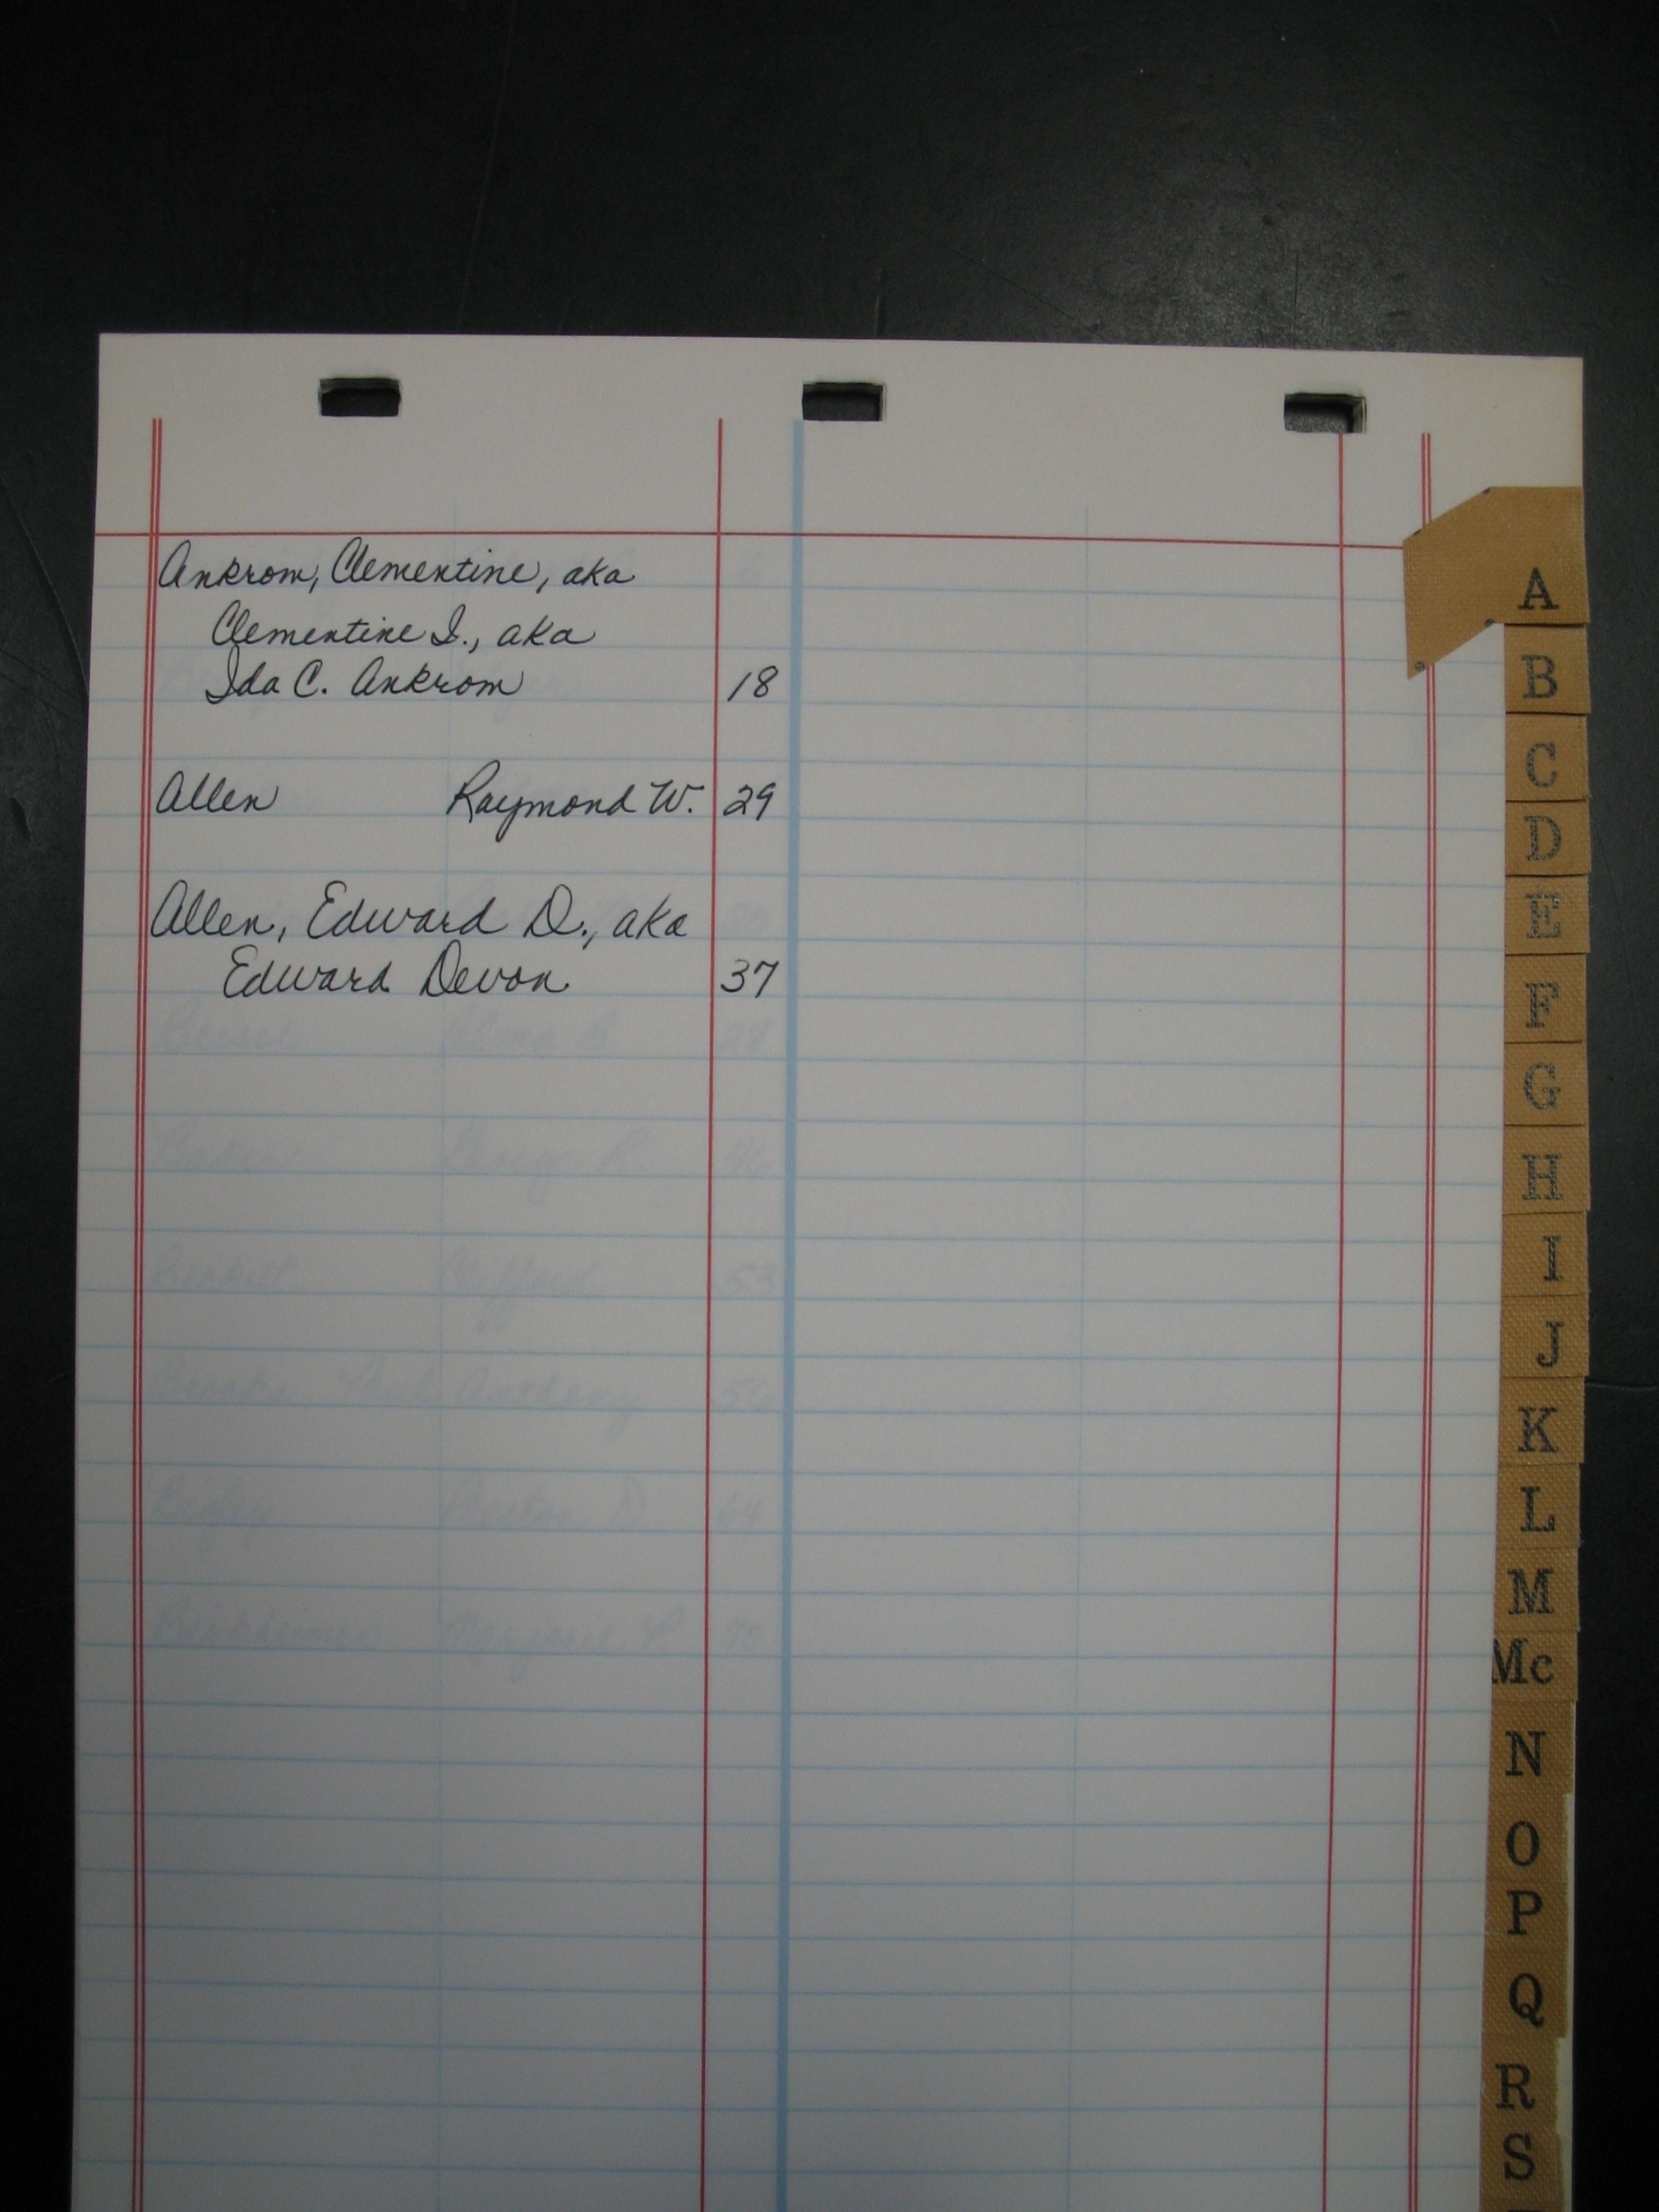 Ankrom, Clementine, aka
Clementine I., aka
Ida C. Ankrom 18
Allen Raymond W. 29
Allen, Edward D., aka
Edward Devon 37
A
B
C
D
E
F
G
H
I
J
K
L
M
Mc
N
O
P
Q
R
S